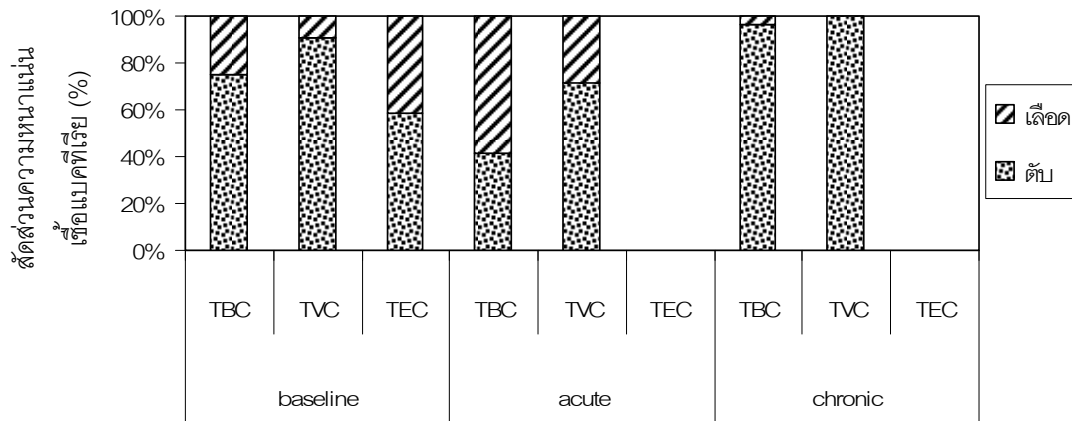 สัดส่วนความหนาแน่น
เชื้อแบคทีเรีย (%)
100%
80%
60%
40%
20%
0%
TBC TVC TEC TBC TVC TEC TBC TVC TEC
baseline acute chronic
เลือด
ตับ